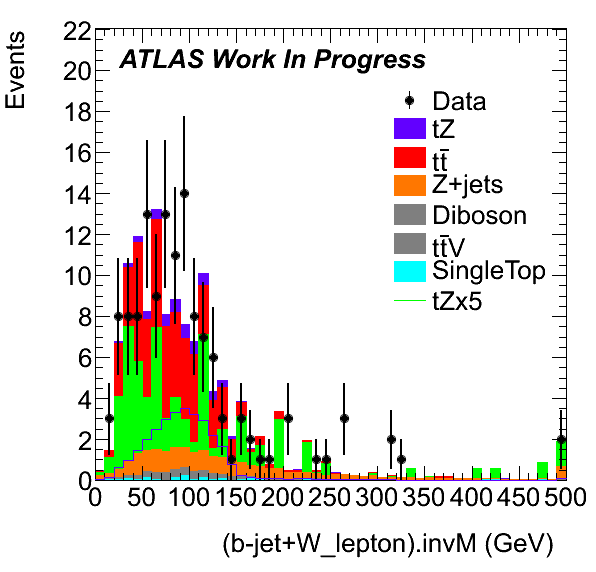 Events
22
20
18
16
14
12
10
8
6
4
2
0
ATLAS Work In Progress
Data
tZ
tt̄
Z+jets
Diboson
tt̄V
SingleTop
tZx5
0 50 100 150 200 250 300 350 400 450 500
(b-jet+W_lepton).invM (GeV)